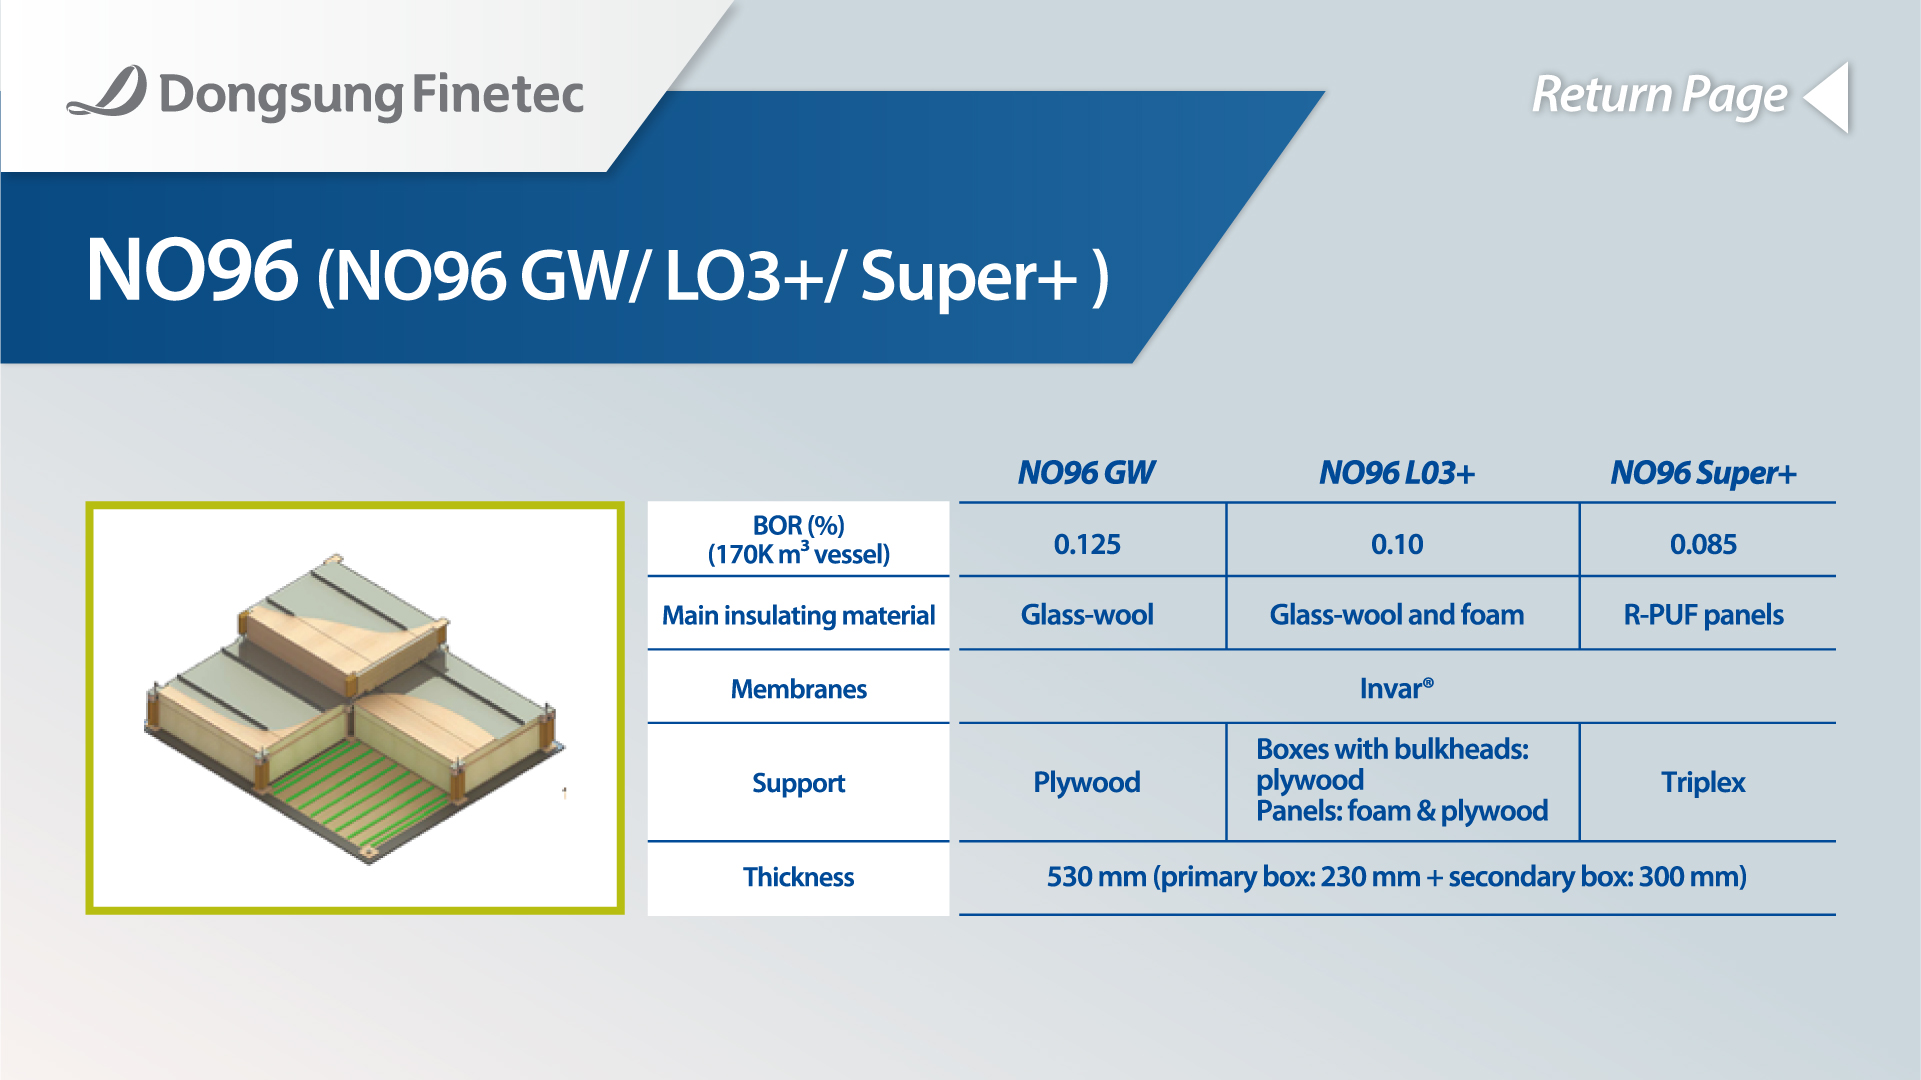 Dongsung Finetec
Return Page
NO96 (NO96 GW/ LO3+/ Super+ )
NO96 GW
NO96 L03+
NO96 Super+
BOR (%)
(170K m³ vessel)
0.125
0.10
0.085
Main insulating material
Glass-wool
Glass-wool and foam
R-PUF panels
Membranes
Invar®
Support
Plywood
Boxes with bulkheads:
plywood
Panels: foam & plywood
Triplex
Thickness
530 mm (primary box: 230 mm + secondary box: 300 mm)